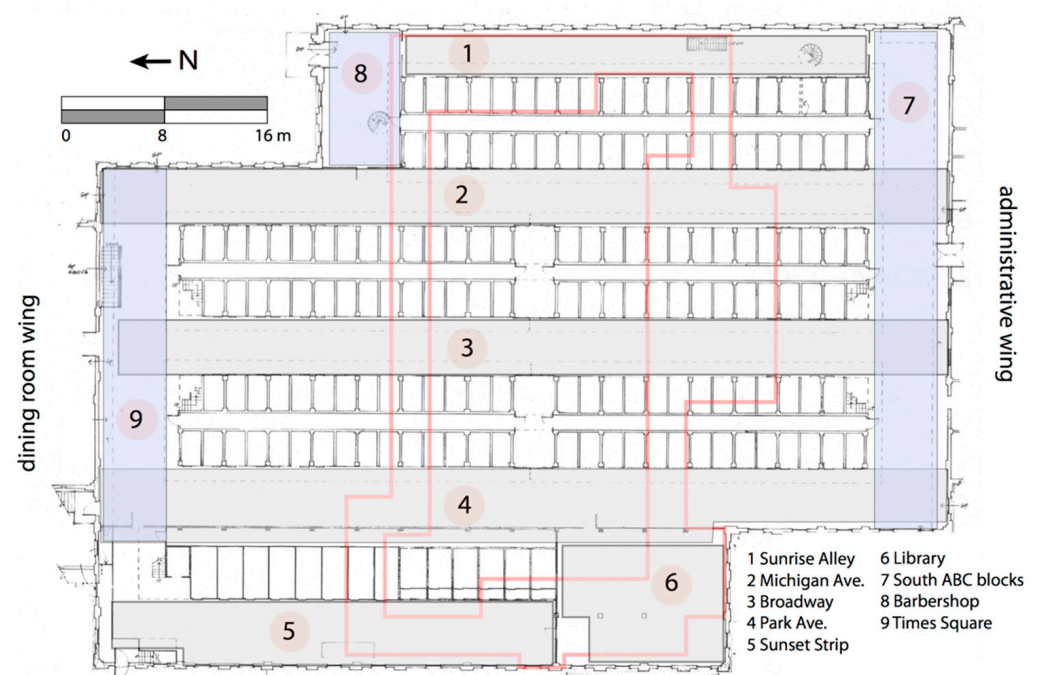 N
0 8 16 m
1
8
7
2
3
9
4
6
5
dining room wing
administrative wing
1 Sunrise Alley
2 Michigan Ave.
3 Broadway
4 Park Ave.
5 Sunset Strip
6 Library
7 South ABC blocks
8 Barbershop
9 Times Square